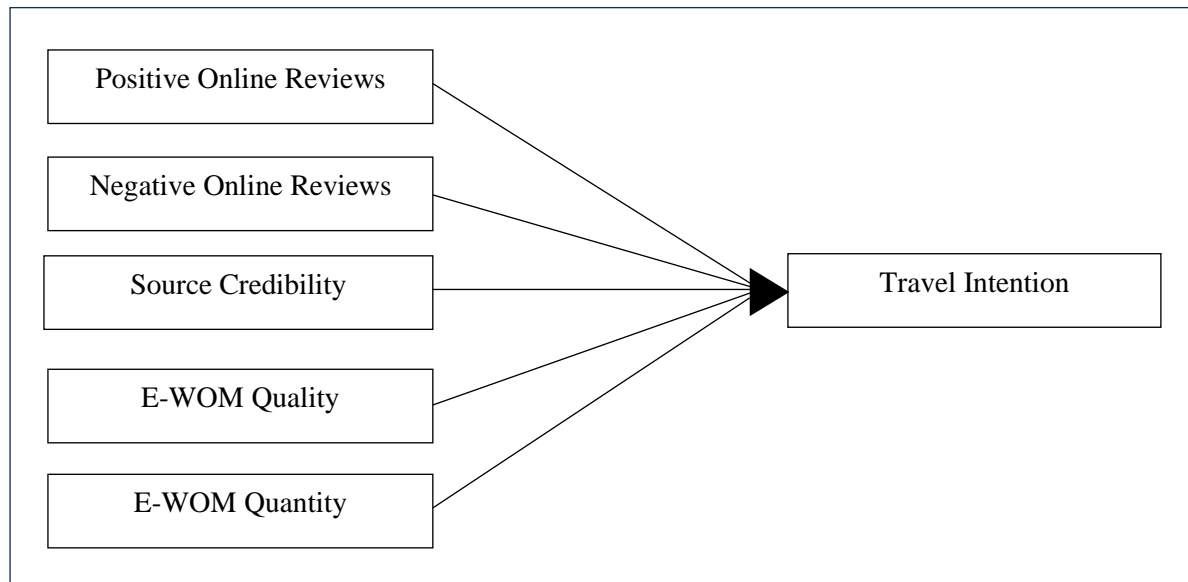 Positive Online Reviews
Negative Online Reviews
Source Credibility
Travel Intention
E-WOM Quality
E-WOM Quantity